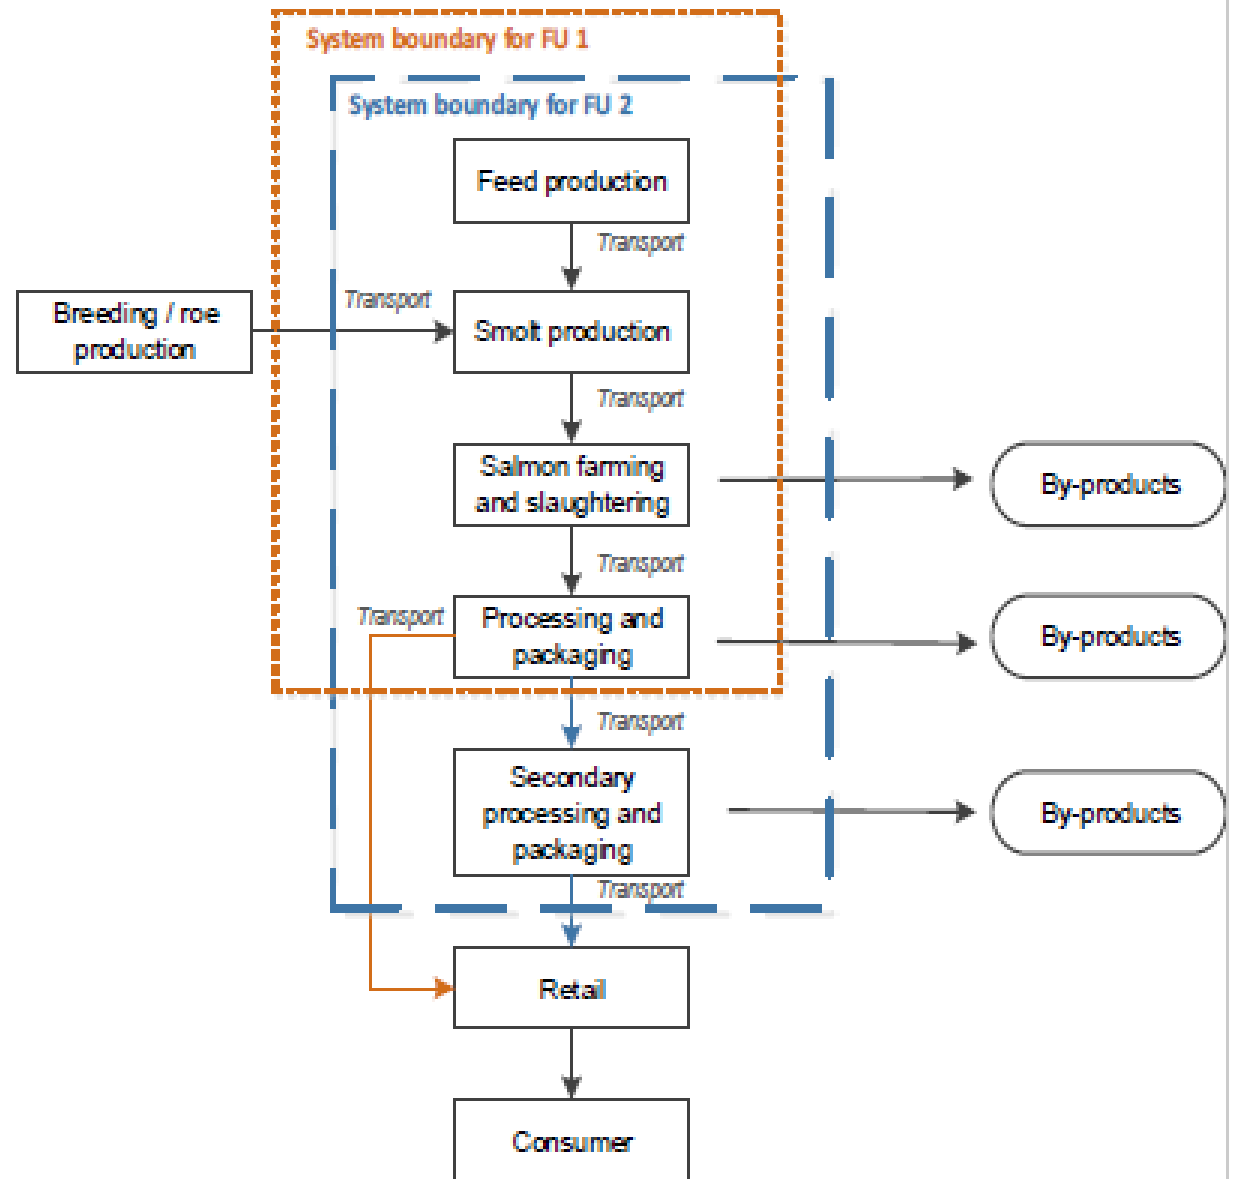 System boundary for FU 1
System boundary for FU 2
Feed production
Transport
Breeding / roe
production
Transport
Smolt production
Transport
Salmon farming
and slaughtering
By-products
Transport
Transport
Processing and
packaging
By-products
Transport
Secondary
processing and
packaging
By-products
Transport
Retail
Consumer